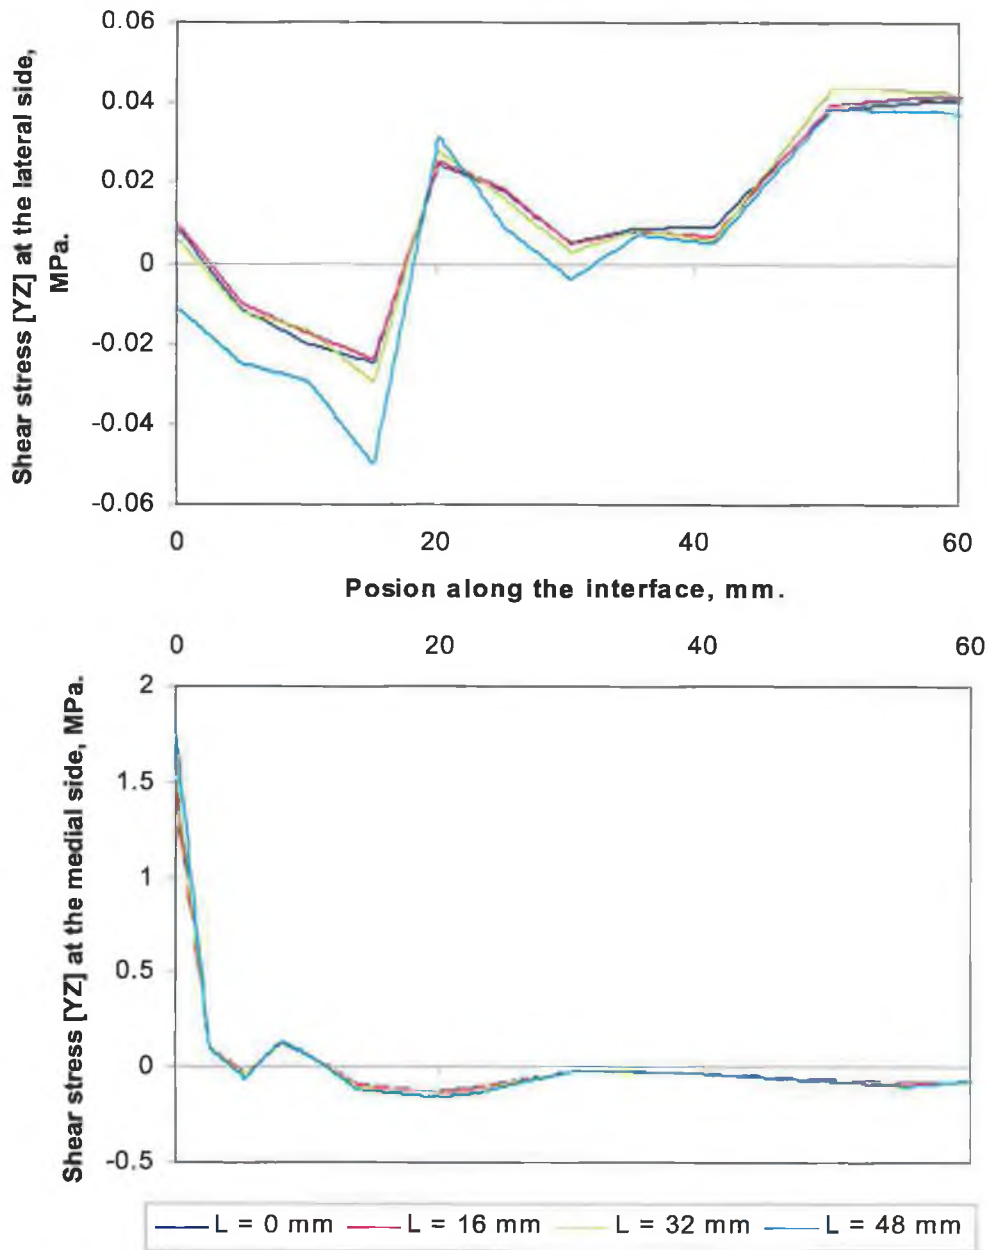 Shear stress [YZ] at the lateral side,
MPa.
0.06
0.04
0.02
0
-0.02
-0.04
-0.06
0 20 40 60
Posion along the interface, mm.
0 20 40 60
Shear stress [YZ] at the medial side, MPa.
2
1.5
1
0.5
0
-0.5
L = 0 mm L = 16 mm L = 32 mm L = 48 mm